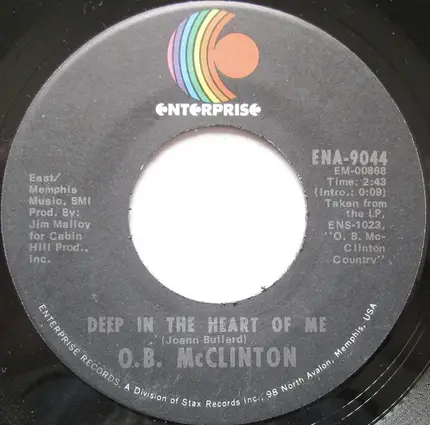 ENTERPRISE
East/
Memphis
Music, BMI
Prod. By:
Jim Malloy
for Cabin
Hill Prod.,
Inc.
ENA-9044
EM-00868
Time: 2:43
(Intro.: 0:09)
Taken from
the LP,
ENS-1023,
"O. B. Mc-
Clinton
Country"
DEEP IN THE HEART OF ME
(Joann Bullard)
O.B. McCLINTON
ENTERPRISE RECORDS, A Division of Stax Records Inc., 98 North Avalon, Memphis, USA